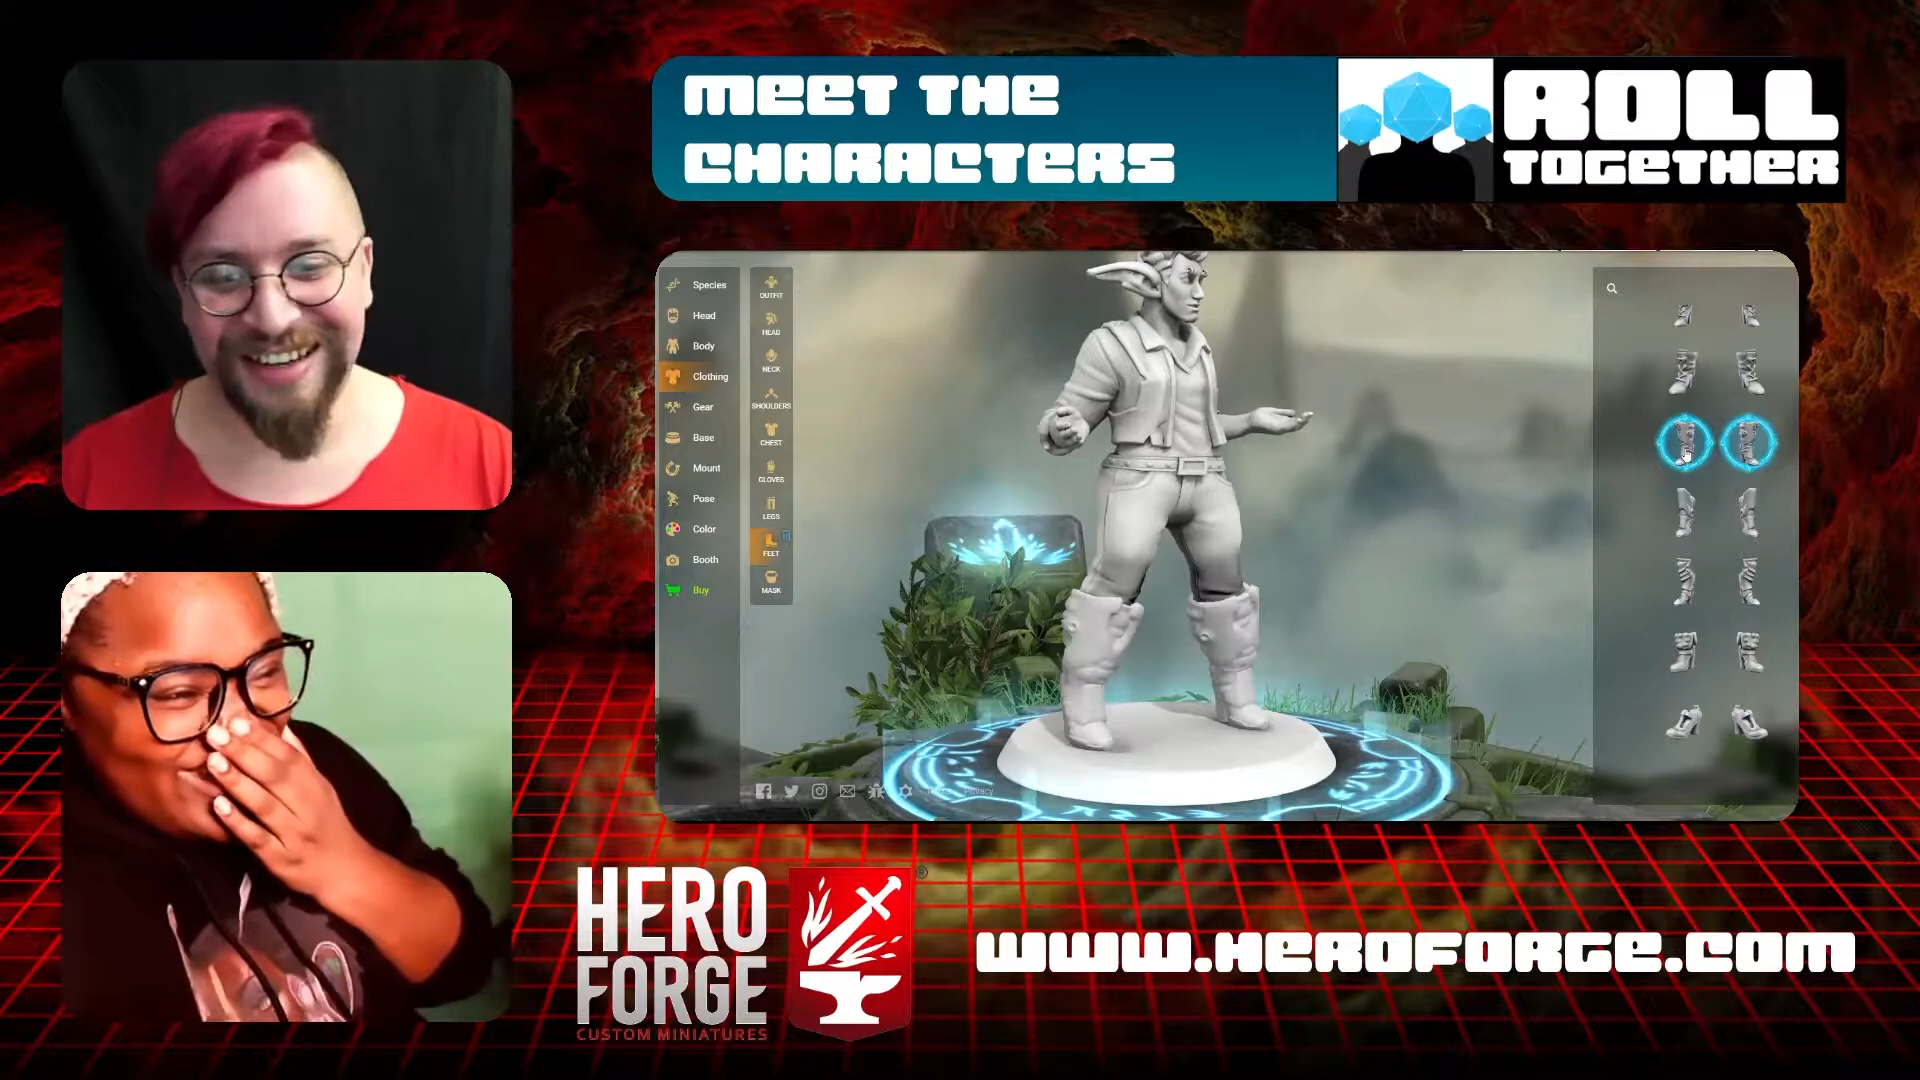 MEET THE
CHARACTERS
ROLL
TOGETHER
Species
Head
Body
Clothing
Gear
Base
Mount
Pose
Color
Booth
Buy
OUTFIT
HEAD
NECK
SHOULDERS
CHEST
GLOVES
LEGS
FEET
MASK
Privacy
HERO
FORGE
CUSTOM MINIATURES
®
www.HEROFORGE.COM